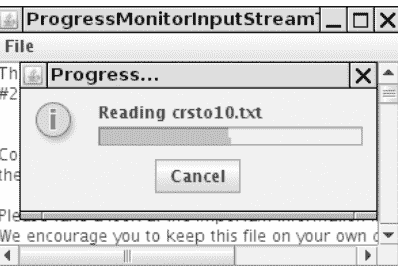 ProgressMonitorInputStreamT
File
Th
Progress...
#2
Reading crsto10.txt
Co
the
Cancel
We encourage you to keep this file on your own d